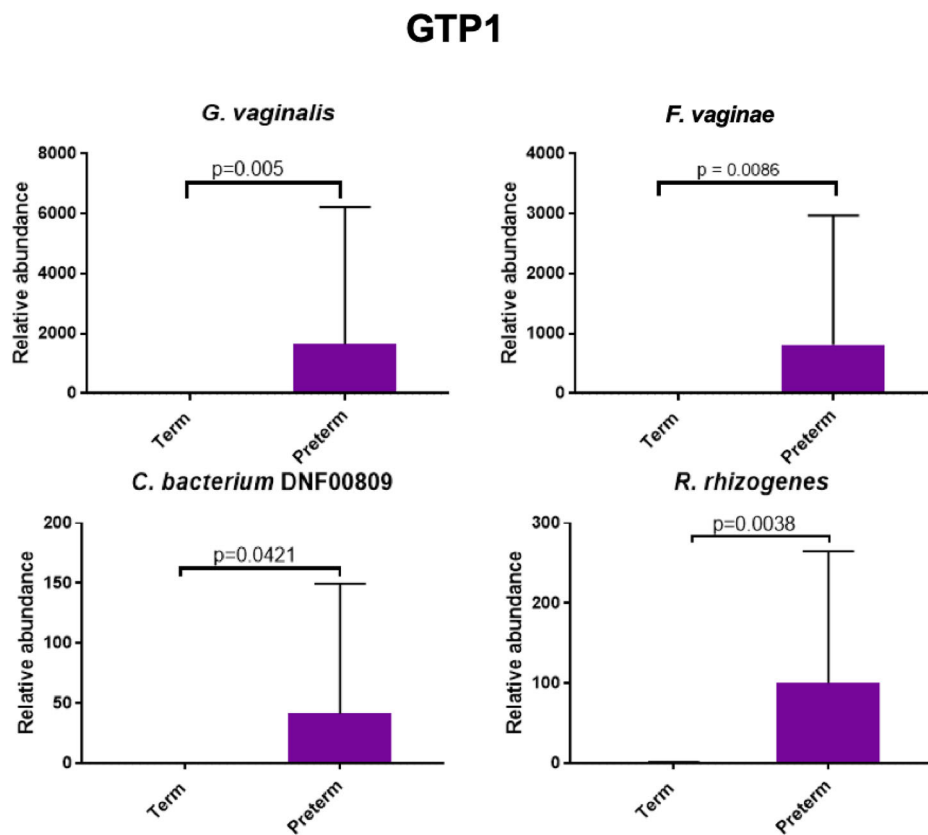 GTP1
G. vaginalis
8000
6000
4000
2000
0
Relative abundance
p=0.005
Term
Preterm
F. vaginae
4000
3000
2000
1000
0
Relative abundance
p = 0.0086
Term
Preterm
C. bacterium DNF00809
200
150
100
50
0
Relative abundance
p=0.0421
Term
Preterm
R. rhizogenes
300
200
100
0
Relative abundance
p=0.0038
Term
Preterm